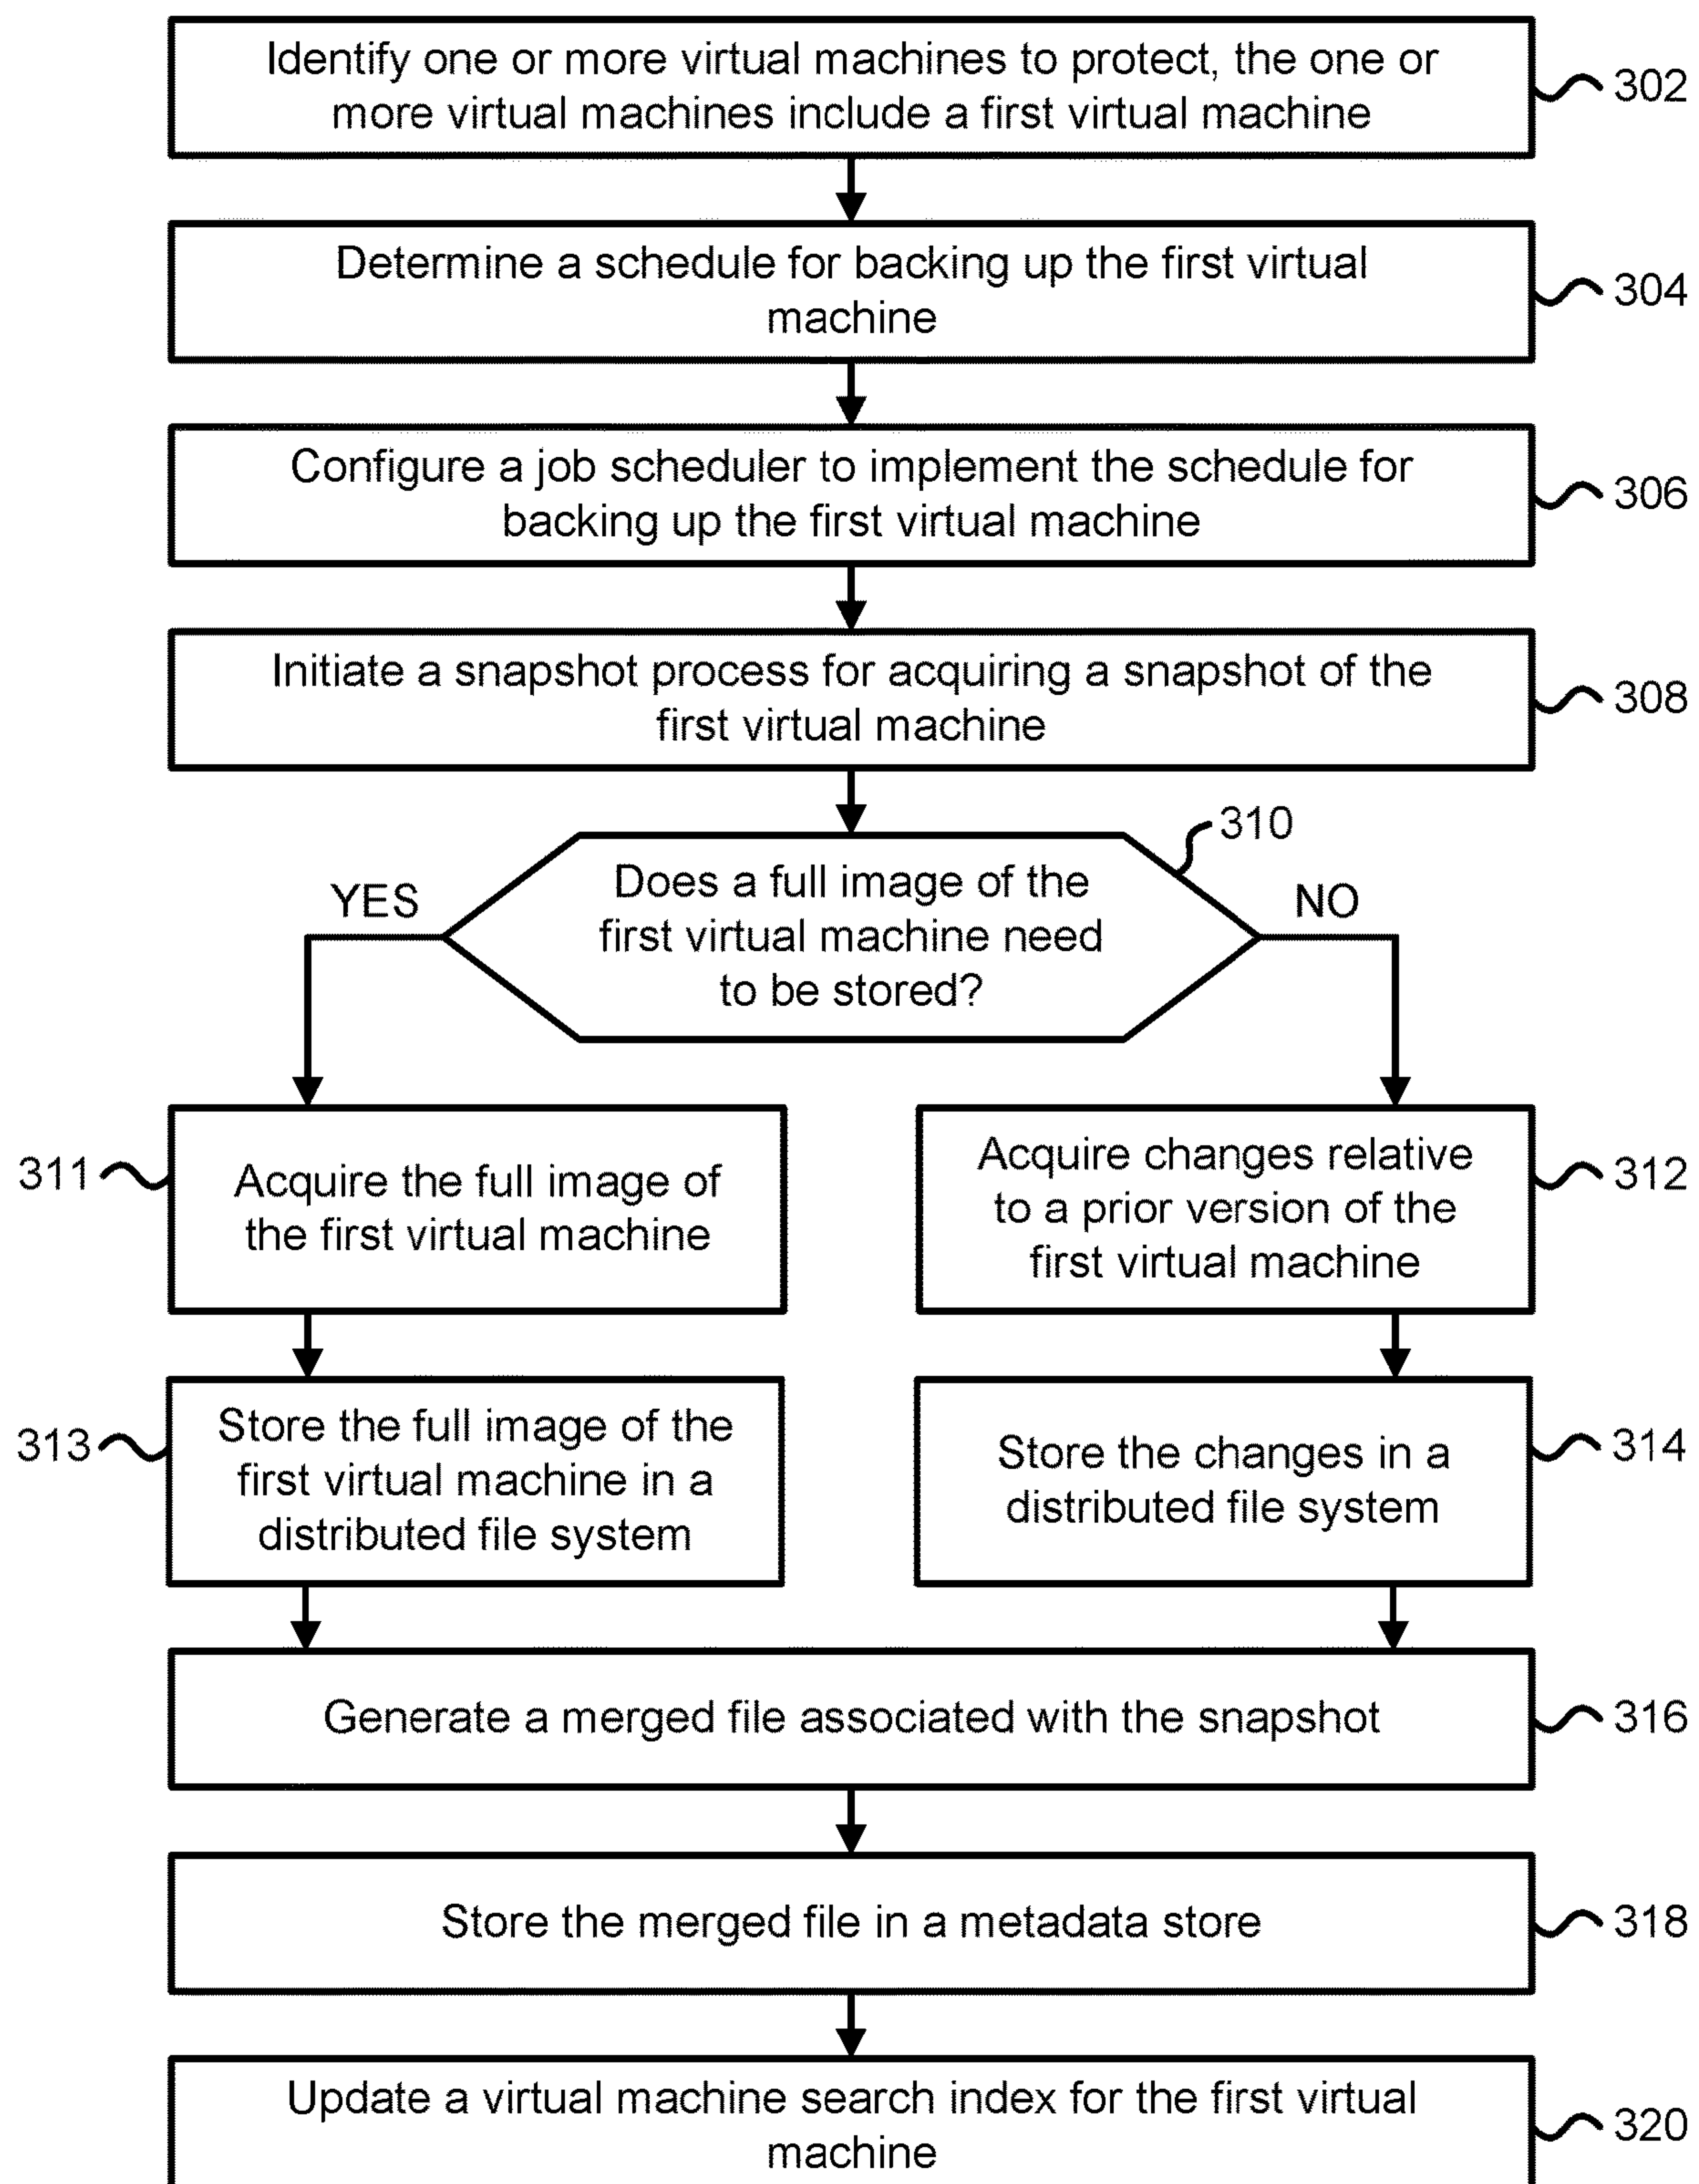 Identify one or more virtual machines to protect, the one or
more virtual machines include a first virtual machine
302
Determine a schedule for backing up the first virtual
machine
304
Configure a job scheduler to implement the schedule for
backing up the first virtual machine
306
Initiate a snapshot process for acquiring a snapshot of the
first virtual machine
308
310
Does a full image of the
first virtual machine need
to be stored?
YES
NO
311
Acquire the full image of
the first virtual machine
Acquire changes relative
to a prior version of the
first virtual machine
312
313
Store the full image of the
first virtual machine in a
distributed file system
Store the changes in a
distributed file system
314
Generate a merged file associated with the snapshot
316
Store the merged file in a metadata store
318
Update a virtual machine search index for the first virtual
machine
320